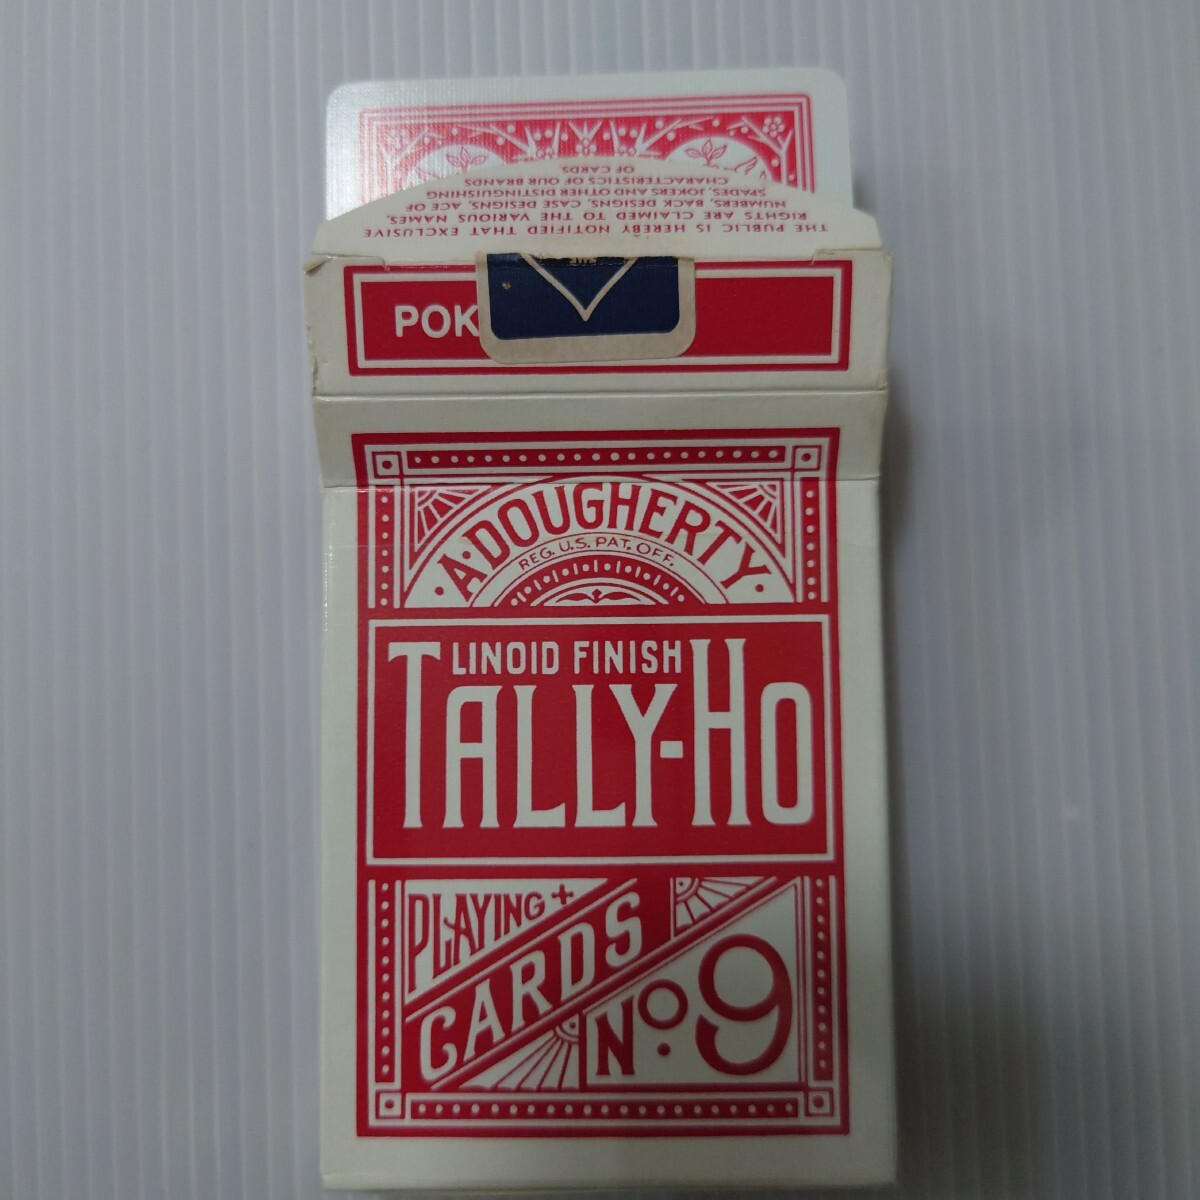 THE PUBLIC IS HEREBY NOTIFIED THAT EXCLUSIVE
RIGHTS ARE CLAIMED TO THE VARIOUS NAMES,
NUMBERS, BACK DESIGNS, CASE DESIGNS, ACE OF
SPADES, JOKERS AND OTHER DISTINGUISHING
CHARACTERISTICS OF OUR BRANDS
OF CARDS
POK
A·DOUGHERTY
REG. U.S. PAT. OFF.
LINOID FINISH
TALLY-HO
PLAYING
CARDS
No. 9